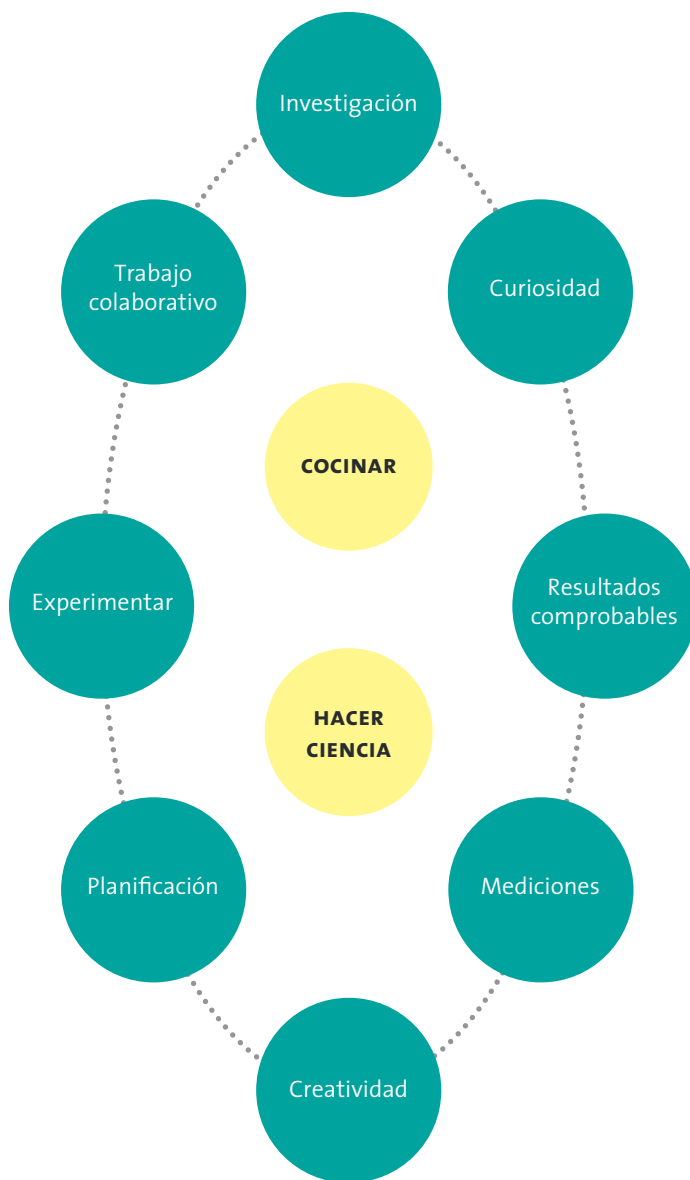 Investigación
Trabajo
colaborativo
Curiosidad
COCINAR
Experimentar
Resultados
comprobables
HACER
CIENCIA
Planificación
Mediciones
Creatividad